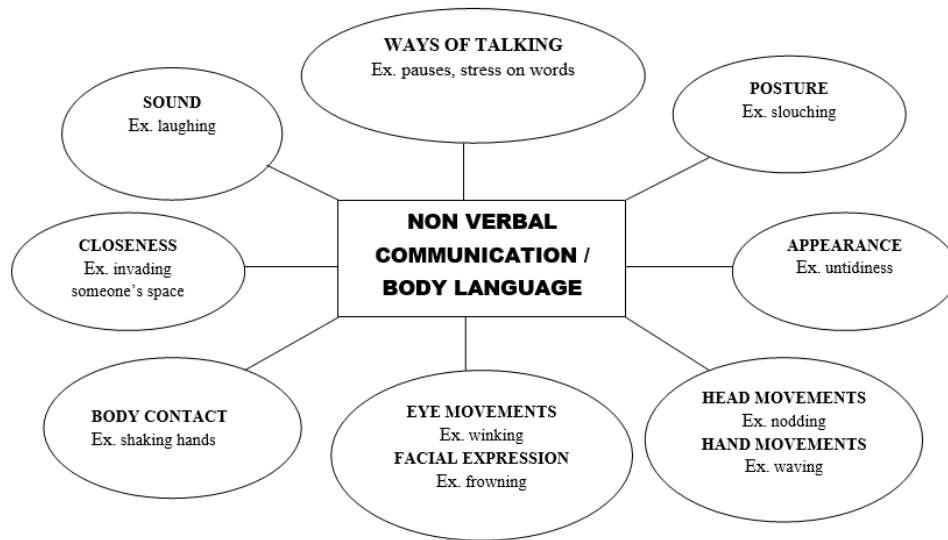 WAYS OF TALKING
Ex. pauses, stress on words
SOUND
Ex. laughing
POSTURE
Ex. slouching
NON VERBAL
COMMUNICATION /
BODY LANGUAGE
CLOSENESS
Ex. invading
someone's space
APPEARANCE
Ex. untidiness
BODY CONTACT
Ex. shaking hands
EYE MOVEMENTS
Ex. winking
FACIAL EXPRESSION
Ex. frowning
HEAD MOVEMENTS
Ex. nodding
HAND MOVEMENTS
Ex. waving